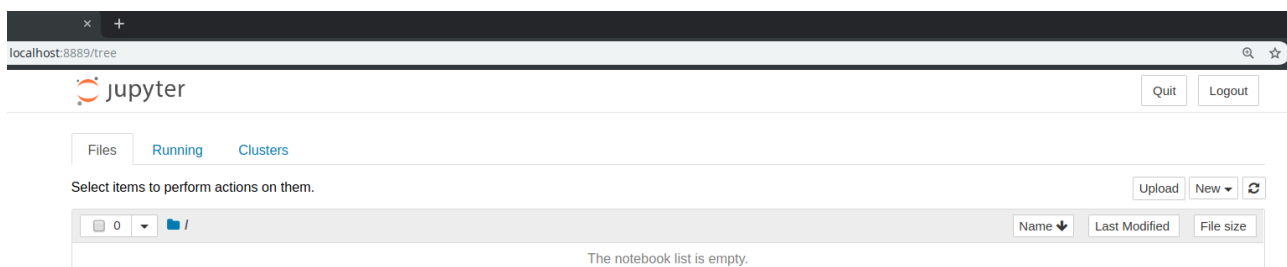 × +
localhost:8889/tree
jupyter Quit Logout
Files Running Clusters
Select items to perform actions on them. Upload New
0 / Name Last Modified File size
The notebook list is empty.